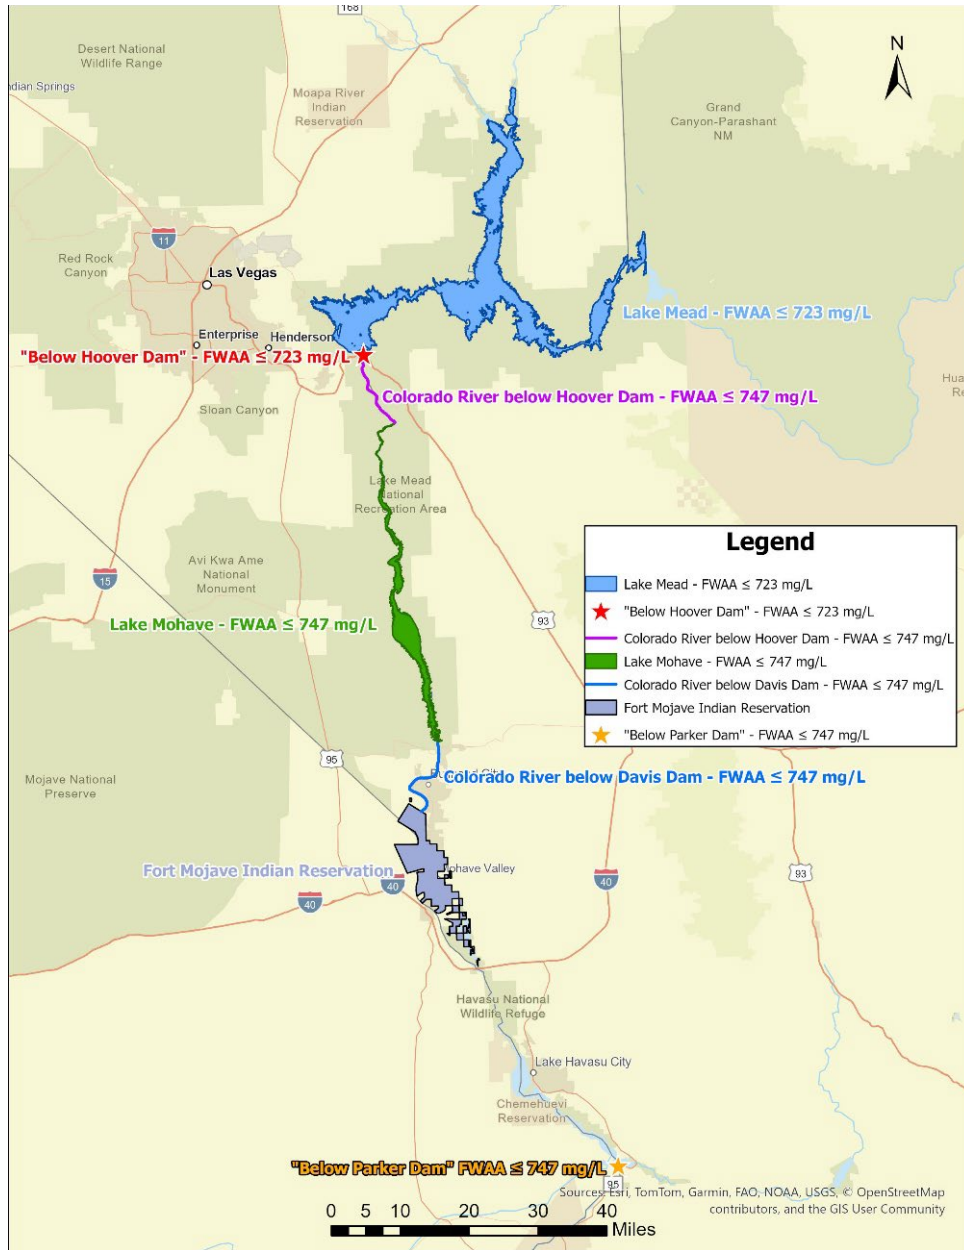 168
Desert National
Wildlife Range
ndian Springs
Moapa River
Indian
Reservation
Grand
Canyon-Parashant
NM
N
11
Red Rock
Canyon
Las Vegas
Enterprise
Henderson
Lake Mead - FWAA ≤ 723 mg/L
"Below Hoover Dam" - FWAA ≤ 723 mg/L
Sloan Canyon
Colorado River below Hoover Dam - FWAA ≤ 747 mg/L
Hua
Re
Lake Mead
National
Recreation Area
Avi Kwa Ame
National
Monument
15
93
Lake Mohave - FWAA ≤ 747 mg/L
Legend
Lake Mead - FWAA ≤ 723 mg/L
"Below Hoover Dam" - FWAA ≤ 723 mg/L
Colorado River below Hoover Dam - FWAA ≤ 747 mg/L
Lake Mohave - FWAA ≤ 747 mg/L
Colorado River below Davis Dam - FWAA ≤ 747 mg/L
Fort Mojave Indian Reservation
"Below Parker Dam" - FWAA ≤ 747 mg/L
95
Mojave National
Preserve
Colorado River below Davis Dam - FWAA ≤ 747 mg/L
Fort Mojave Indian Reservation
ohave Valley
40
40
40
93
Havasu National
Wildlife Refuge
Lake Havasu City
Chemehuevi
Reservation
"Below Parker Dam" FWAA ≤ 747 mg/L
95
Sources: Esri, TomTom, Garmin, FAO, NOAA, USGS, © OpenStreetMap
contributors, and the GIS User Community
0 10 20 30 40
Miles